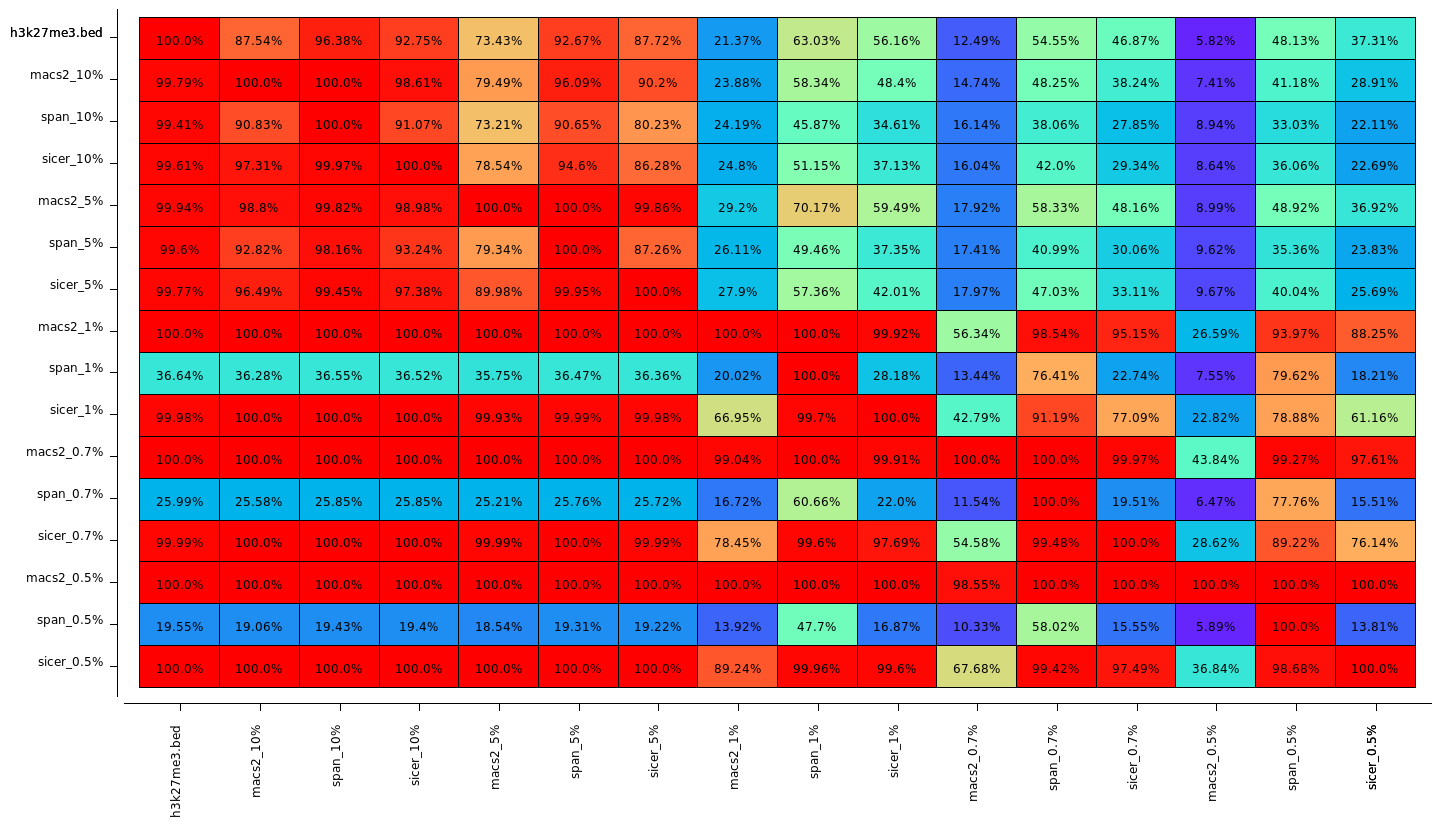 h3k27me3.bed 100.0% 87.54% 96.38% 92.75% 73.43% 92.67% 87.72% 21.37% 63.03% 56.16% 12.49% 54.55% 46.87% 5.82% 48.13% 37.31%
macs2_10% 99.79% 100.0% 100.0% 98.61% 79.49% 96.09% 90.2% 23.88% 58.34% 48.4% 14.74% 48.25% 38.24% 7.41% 41.18% 28.91%
span_10% 99.41% 90.83% 100.0% 91.07% 73.21% 90.65% 80.23% 24.19% 45.87% 34.61% 16.14% 38.06% 27.85% 8.94% 33.03% 22.11%
sicer_10% 99.61% 97.31% 99.97% 100.0% 78.54% 94.6% 86.28% 24.8% 51.15% 37.13% 16.04% 42.0% 29.34% 8.64% 36.06% 22.69%
macs2_5% 99.94% 98.8% 99.82% 98.98% 100.0% 100.0% 99.86% 29.2% 70.17% 59.49% 17.92% 58.33% 48.16% 8.99% 48.92% 36.92%
span_5% 99.6% 92.82% 98.16% 93.24% 79.34% 100.0% 87.26% 26.11% 49.46% 37.35% 17.41% 40.99% 30.06% 9.62% 35.36% 23.83%
sicer_5% 99.77% 96.49% 99.45% 97.38% 89.98% 99.95% 100.0% 27.9% 57.36% 42.01% 17.97% 47.03% 33.11% 9.67% 40.04% 25.69%
macs2_1% 100.0% 100.0% 100.0% 100.0% 100.0% 100.0% 100.0% 100.0% 100.0% 99.92% 56.34% 98.54% 95.15% 26.59% 93.97% 88.25%
span_1% 36.64% 36.28% 36.55% 36.52% 35.75% 36.47% 36.36% 20.02% 100.0% 28.18% 13.44% 76.41% 22.74% 7.55% 79.62% 18.21%
sicer_1% 99.98% 100.0% 100.0% 100.0% 99.93% 99.99% 99.98% 66.95% 99.7% 100.0% 42.79% 91.19% 77.09% 22.82% 78.88% 61.16%
macs2_0.7% 100.0% 100.0% 100.0% 100.0% 100.0% 100.0% 100.0% 99.04% 100.0% 99.91% 100.0% 100.0% 99.97% 43.84% 99.27% 97.61%
span_0.7% 25.99% 25.58% 25.85% 25.85% 25.21% 25.76% 25.72% 16.72% 60.66% 22.0% 11.54% 100.0% 19.51% 6.47% 77.76% 15.51%
sicer_0.7% 99.99% 100.0% 100.0% 100.0% 99.99% 100.0% 99.99% 78.45% 99.6% 97.69% 54.58% 99.48% 100.0% 28.62% 89.22% 76.14%
macs2_0.5% 100.0% 100.0% 100.0% 100.0% 100.0% 100.0% 100.0% 100.0% 100.0% 100.0% 98.55% 100.0% 100.0% 100.0% 100.0% 100.0%
span_0.5% 19.55% 19.06% 19.43% 19.4% 18.54% 19.31% 19.22% 13.92% 47.7% 16.87% 10.33% 58.02% 15.55% 5.89% 100.0% 13.81%
sicer_0.5% 100.0% 100.0% 100.0% 100.0% 100.0% 100.0% 100.0% 89.24% 99.96% 99.6% 67.68% 99.42% 97.49% 36.84% 98.68% 100.0%
h3k27me3.bed macs2_10% span_10% sicer_10% macs2_5% span_5% sicer_5% macs2_1% span_1% sicer_1% macs2_0.7% span_0.7% sicer_0.7% macs2_0.5% span_0.5% sicer_0.5%